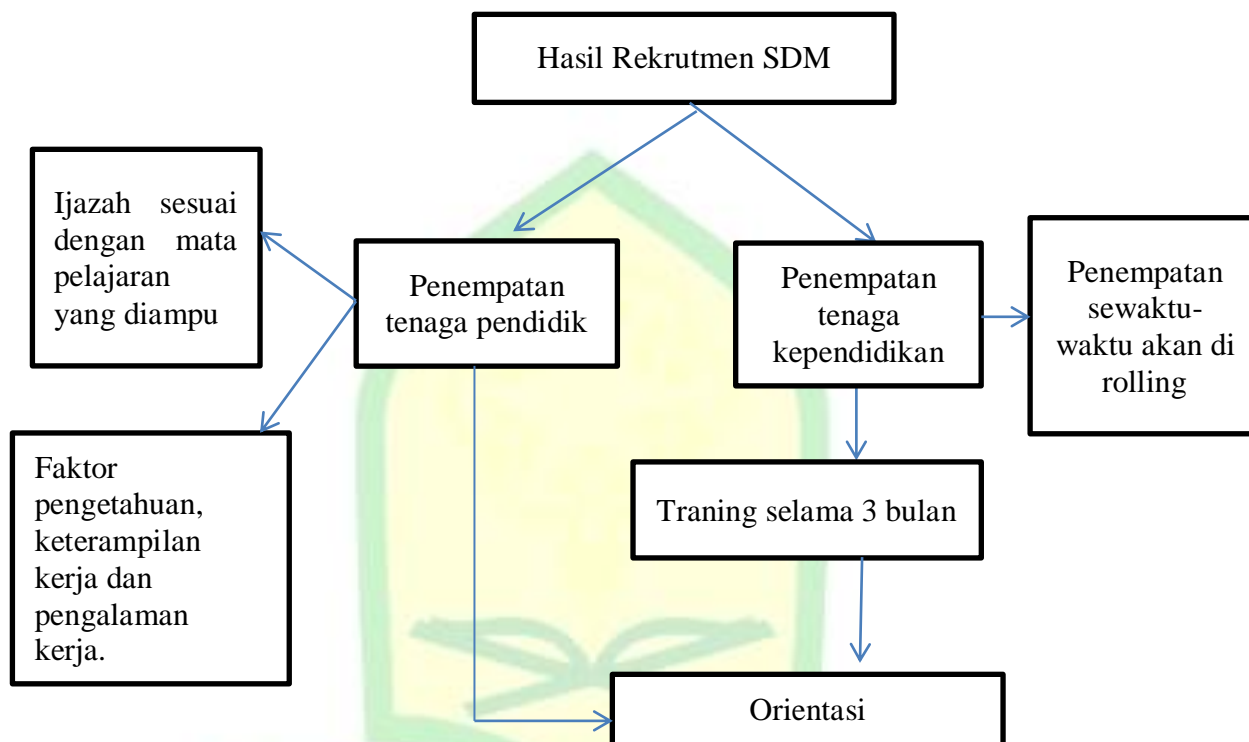 Hasil Rekrutmen SDM
Ijazah sesuai
dengan mata
pelajaran
yang diampu
Penempatan
tenaga pendidik
Penempatan
tenaga
kependidikan
Penempatan
sewaktu-
waktu akan di
rolling
Faktor
pengetahuan,
keterampilan
kerja dan
pengalaman
kerja.
Traning selama 3 bulan
Orientasi